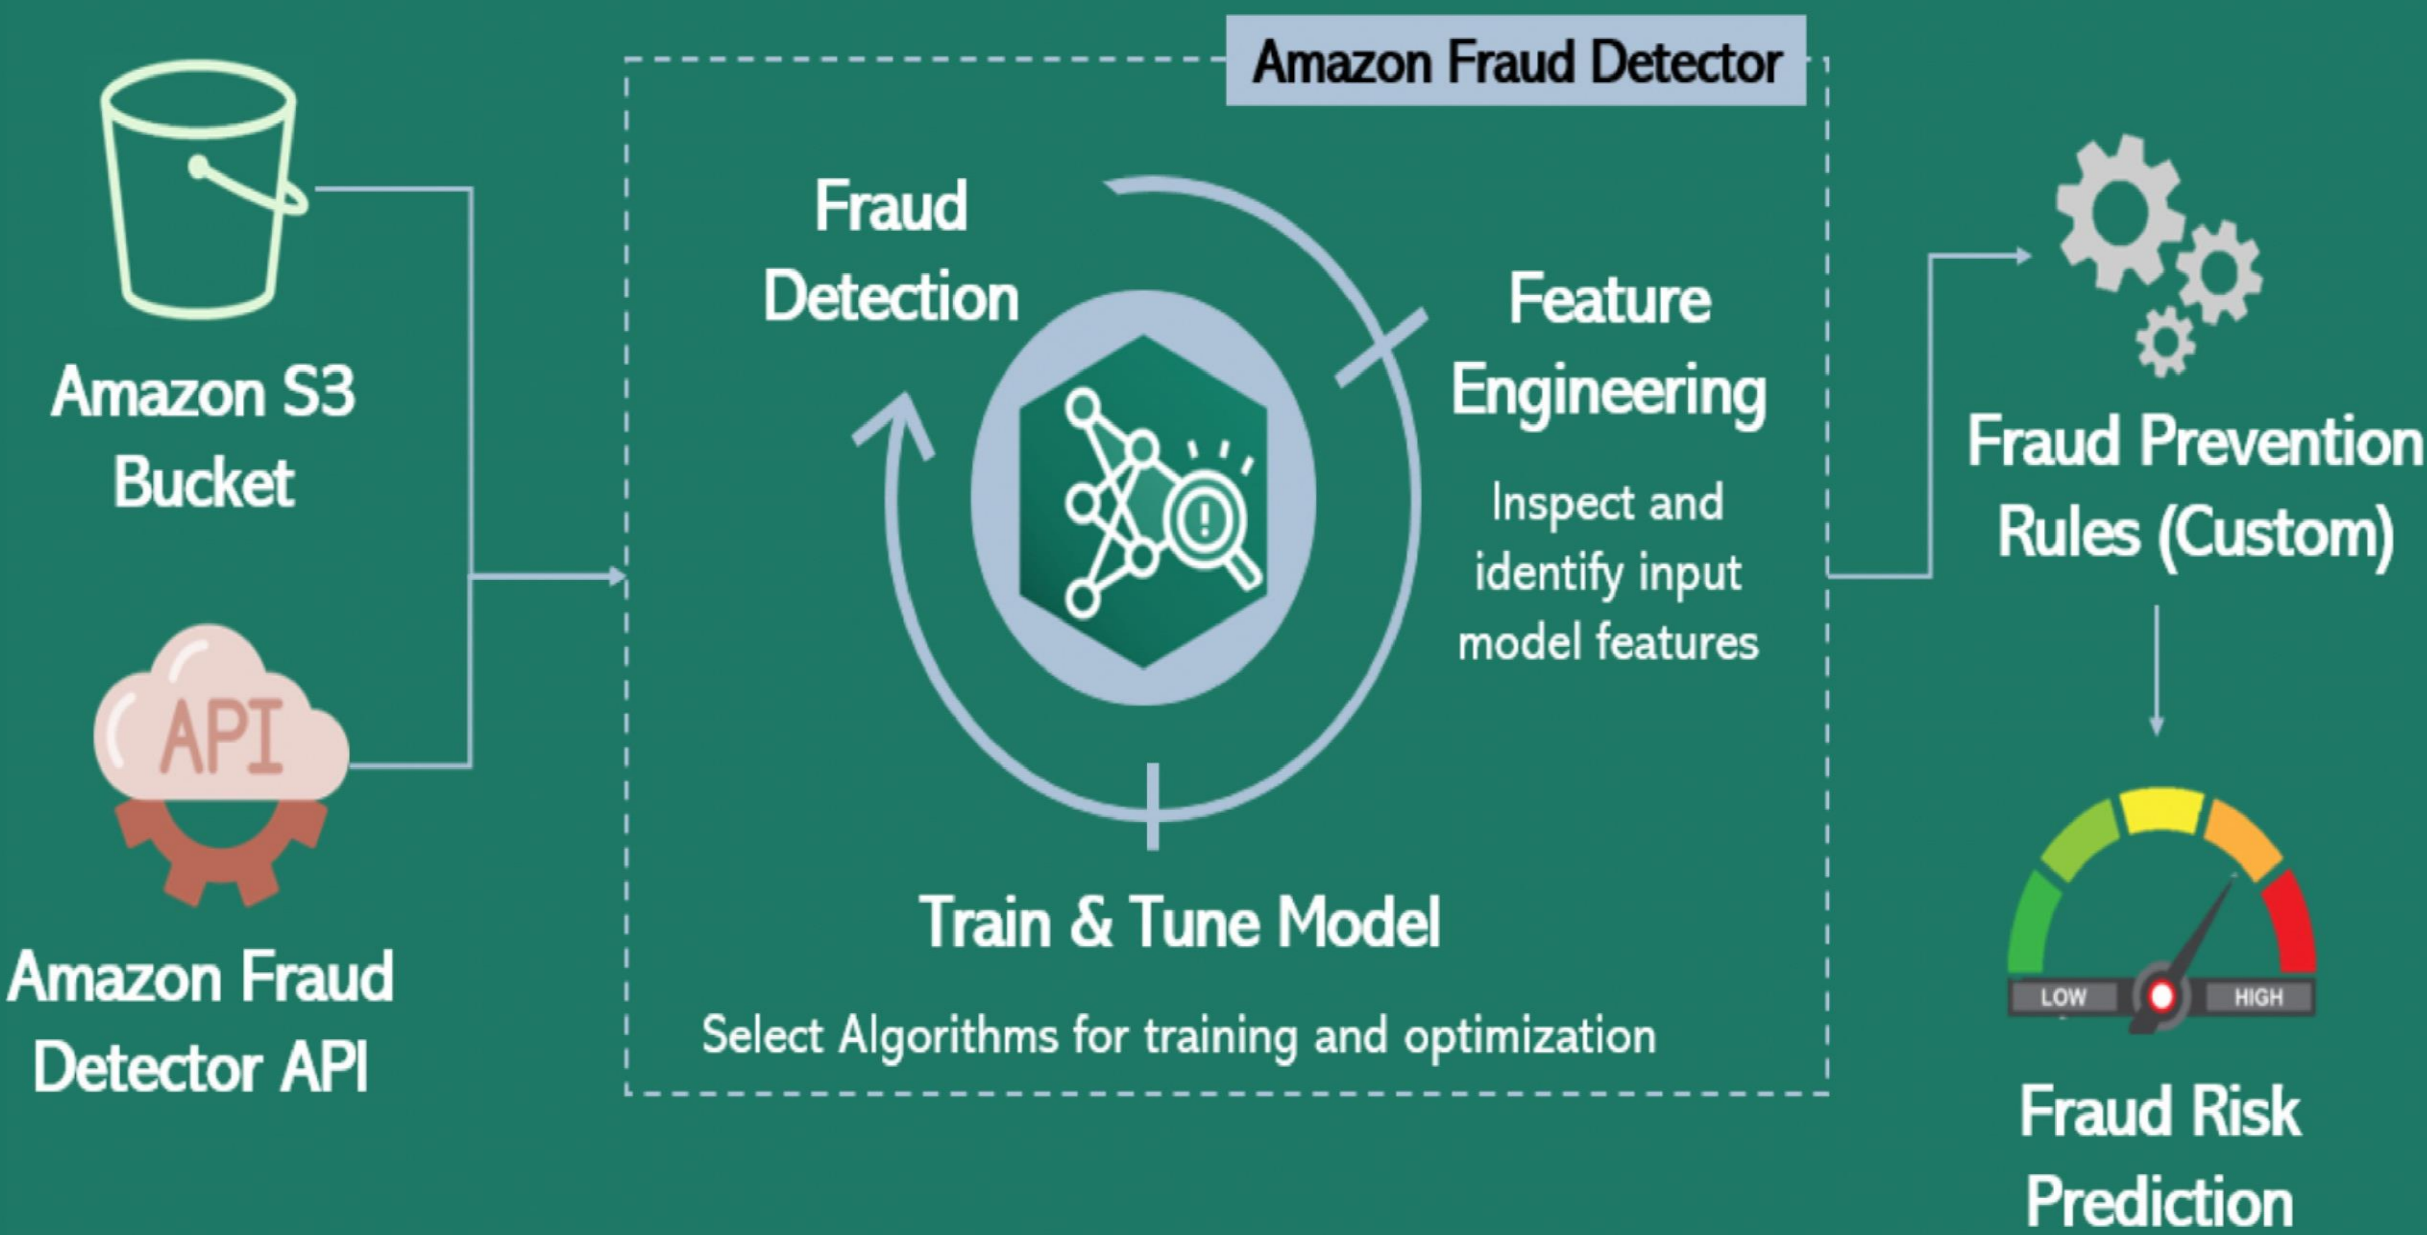 Amazon Fraud Detector
Amazon S3
Bucket
API
Amazon Fraud
Detector API
Fraud
Detection
Feature
Engineering
Inspect and
identify input
model features
Train & Tune Model
Select Algorithms for training and optimization
Fraud Prevention
Rules (Custom)
LOW
HIGH
Fraud Risk
Prediction